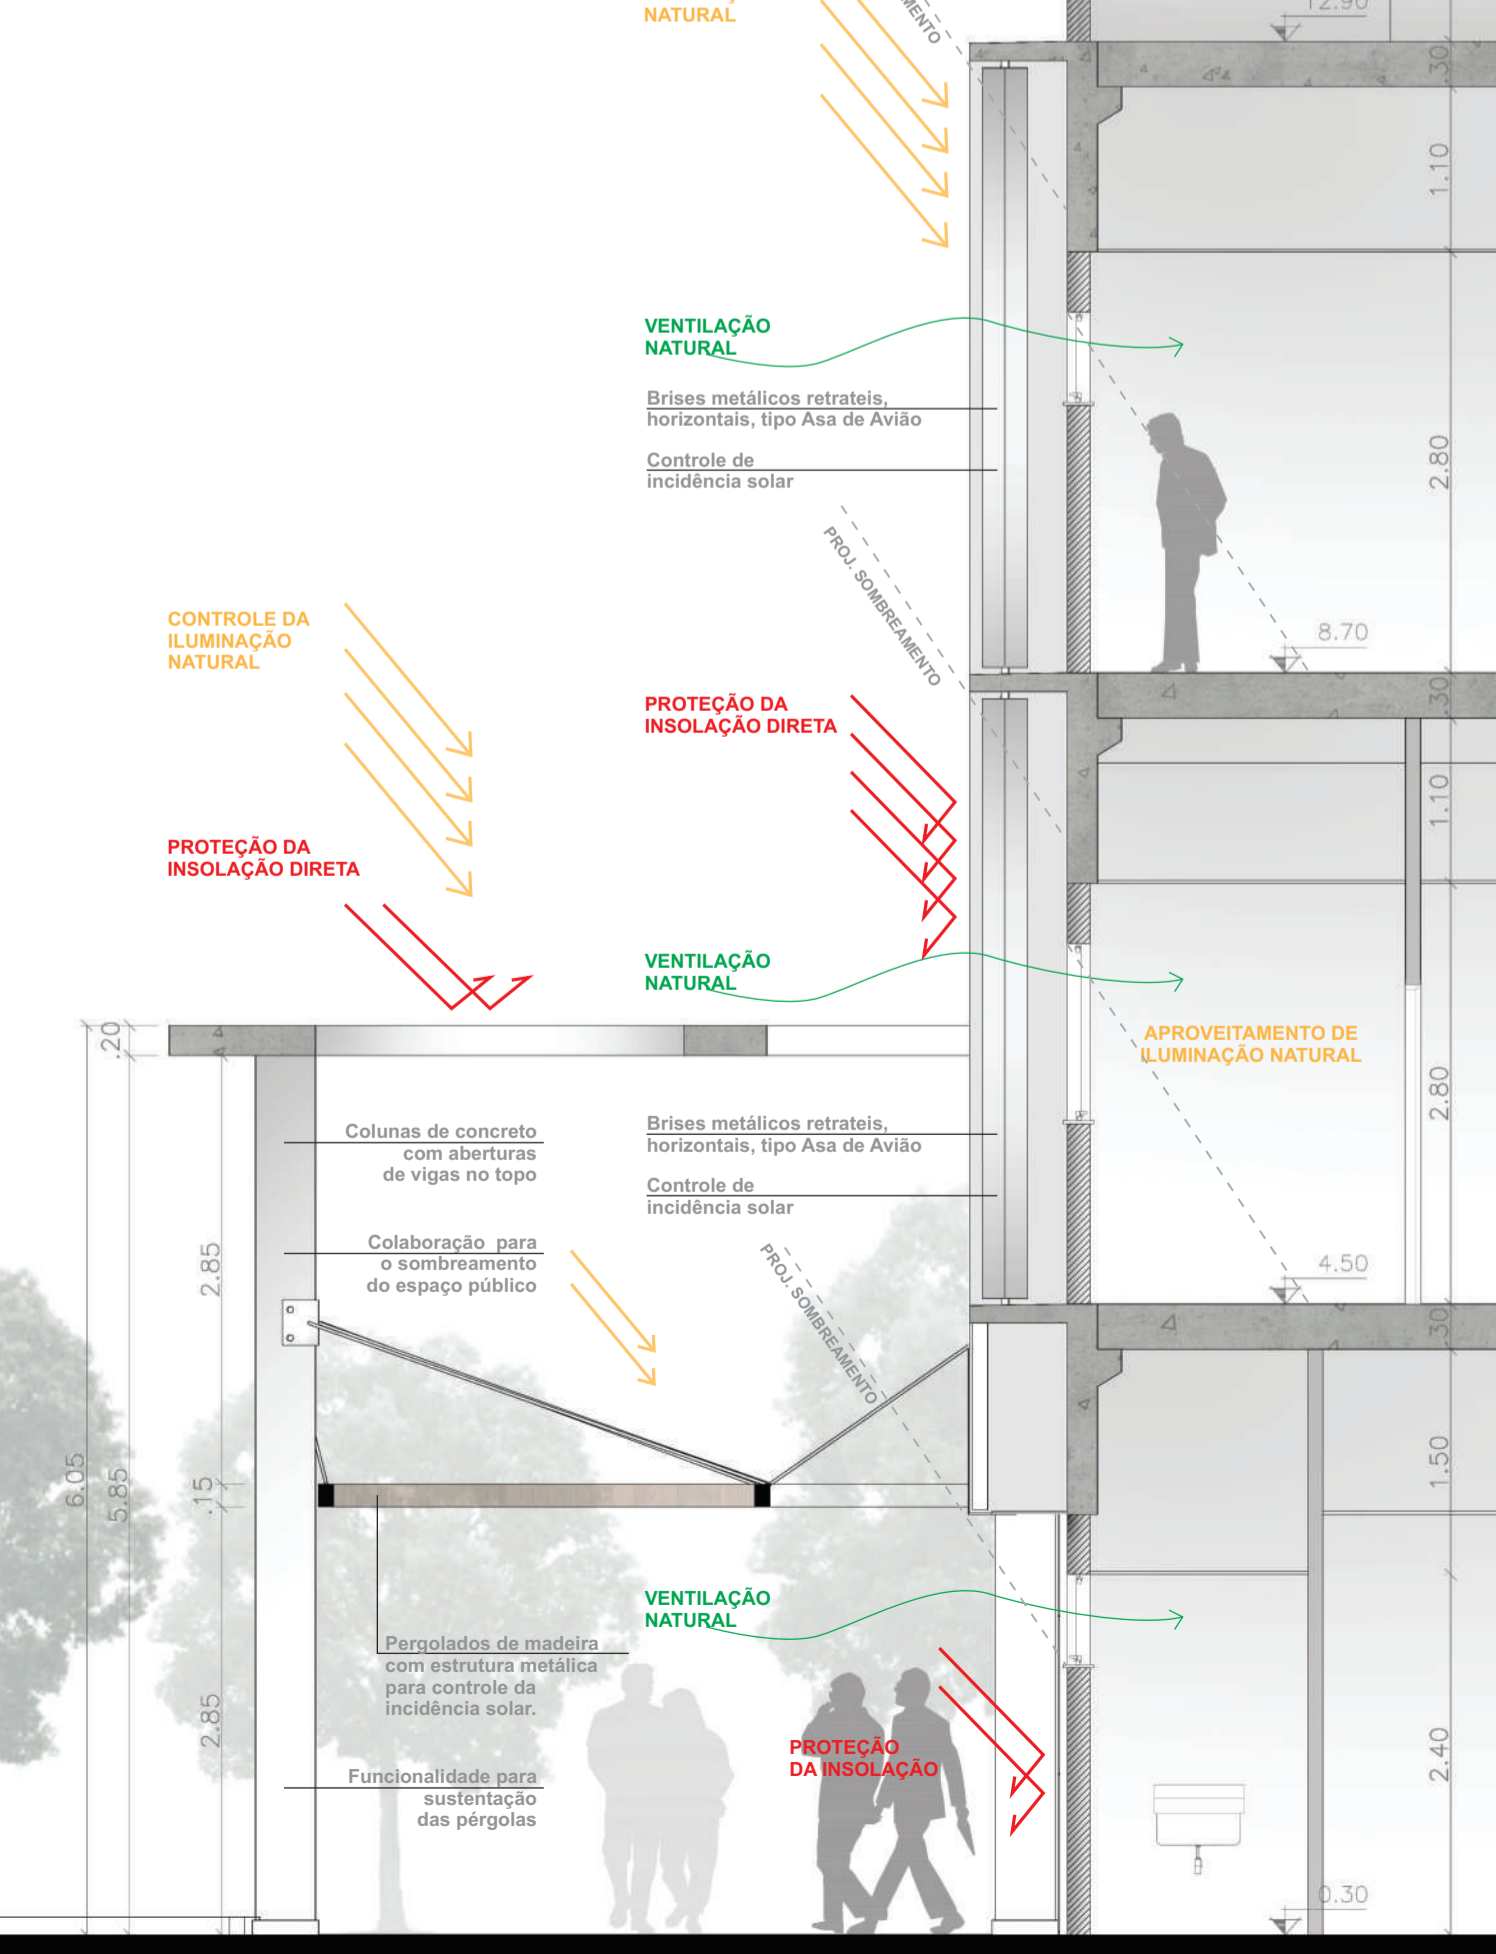 NATURAL
12.90
.30
1.10
VENTILAÇÃO
NATURAL
Brises metálicos retrateis,
horizontais, tipo Asa de Avião
Controle de
incidência solar
2.80
PROJ. SOMBREAMENTO
8.70
CONTROLE DA
ILUMINAÇÃO
NATURAL
.30
PROTEÇÃO DA
INSOLAÇÃO DIRETA
1.10
PROTEÇÃO DA
INSOLAÇÃO DIRETA
VENTILAÇÃO
NATURAL
.20
APROVEITAMENTO DE
ILUMINAÇÃO NATURAL
2.80
Colunas de concreto
com aberturas
de vigas no topo
Brises metálicos retrateis,
horizontais, tipo Asa de Avião
Controle de
incidência solar
Colaboração para
o sombreamento
do espaço público
2.85
PROJ. SOMBREAMENTO
4.50
.30
6.05
5.85
.15
1.50
VENTILAÇÃO
NATURAL
Pergolados de madeira
com estrutura metálica
para controle da
incidência solar.
2.85
PROTEÇÃO
DA INSOLAÇÃO
2.40
Funcionalidade para
sustentação
das pérgolas
0.30